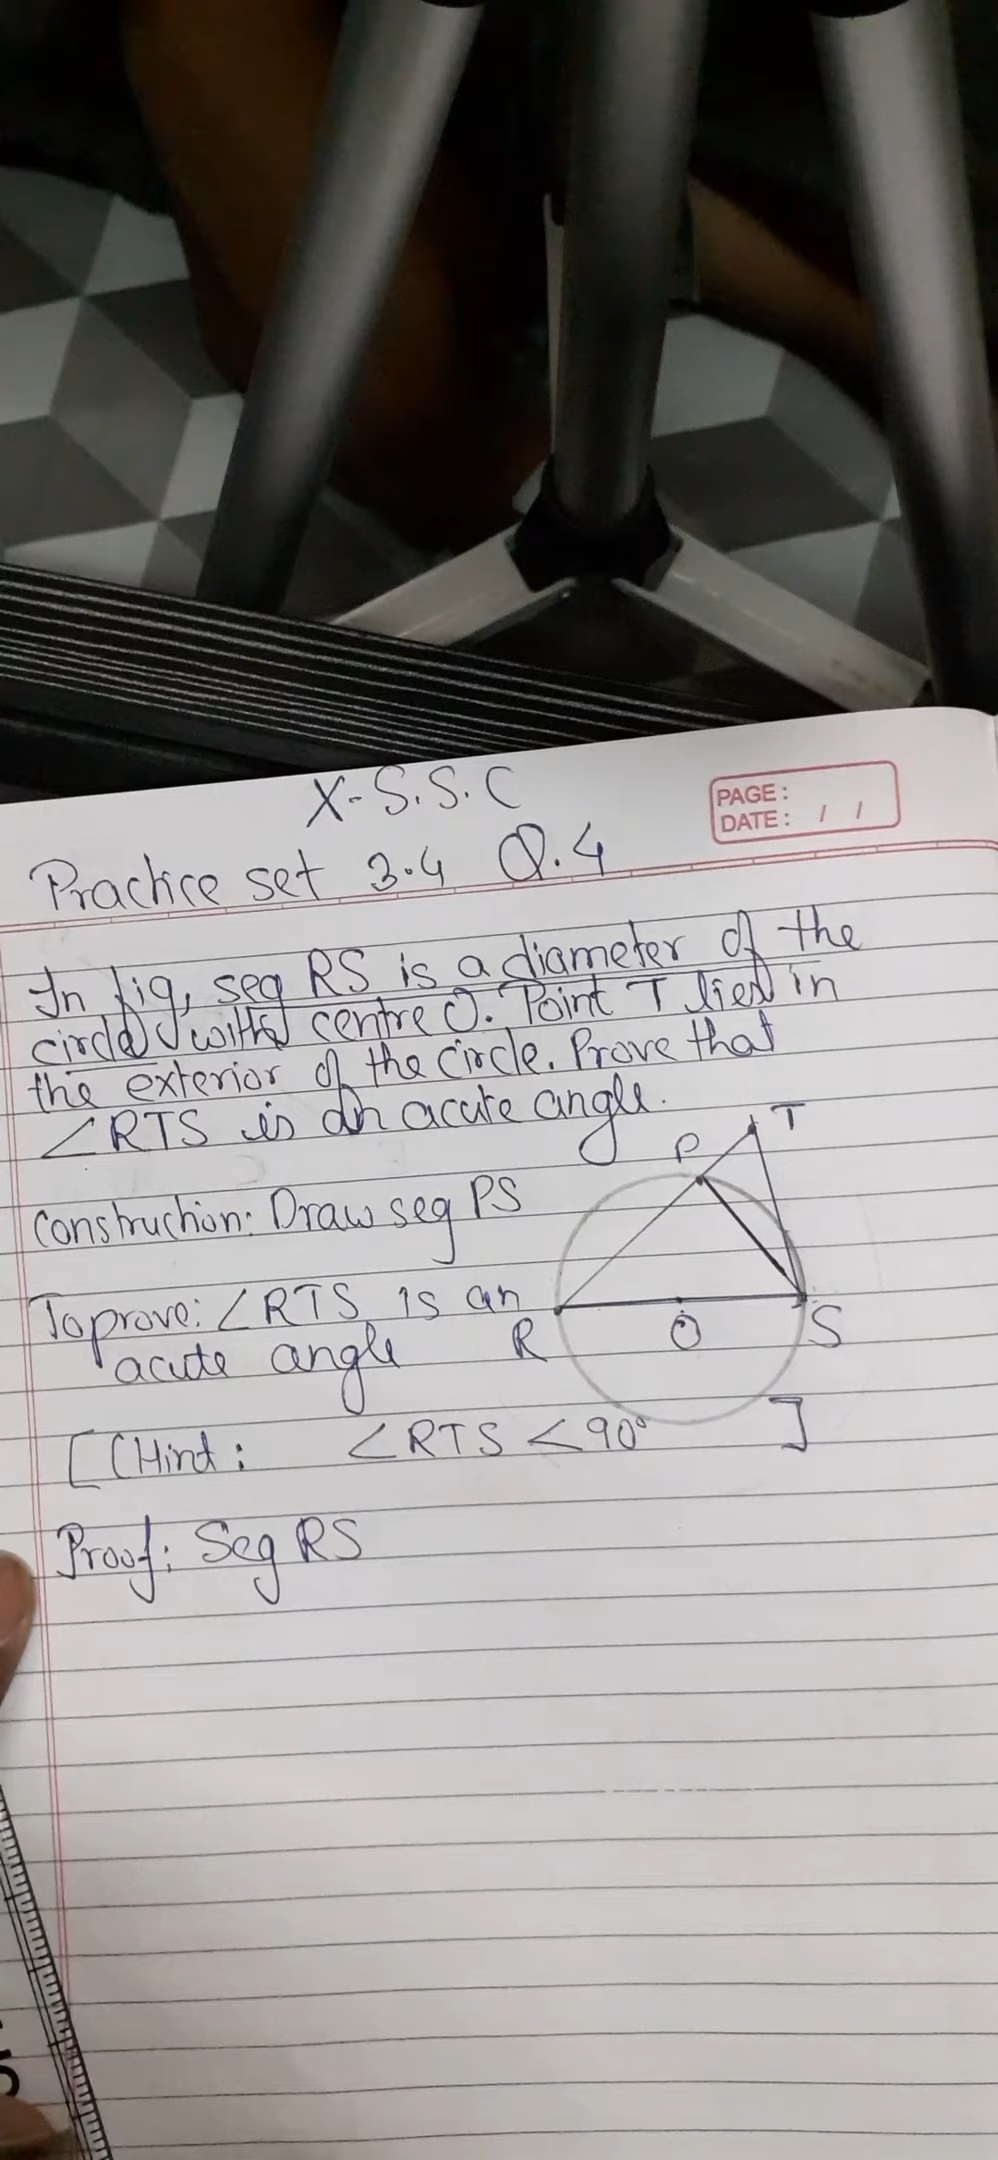 X-S.S.C
PAGE:
DATE: / /
Practice set 3.4 Q.4
In fig, seg RS is a diameter of the
circle with centre O. Point T lies in
the exterior of the circle. Prove that
∠RTS is an acute angle.
T
P
Construction: Draw seg PS
To prove: ∠RTS is an
acute angle
R
O
S
[(Hint: ∠RTS < 90° ]
Proof: Seg RS